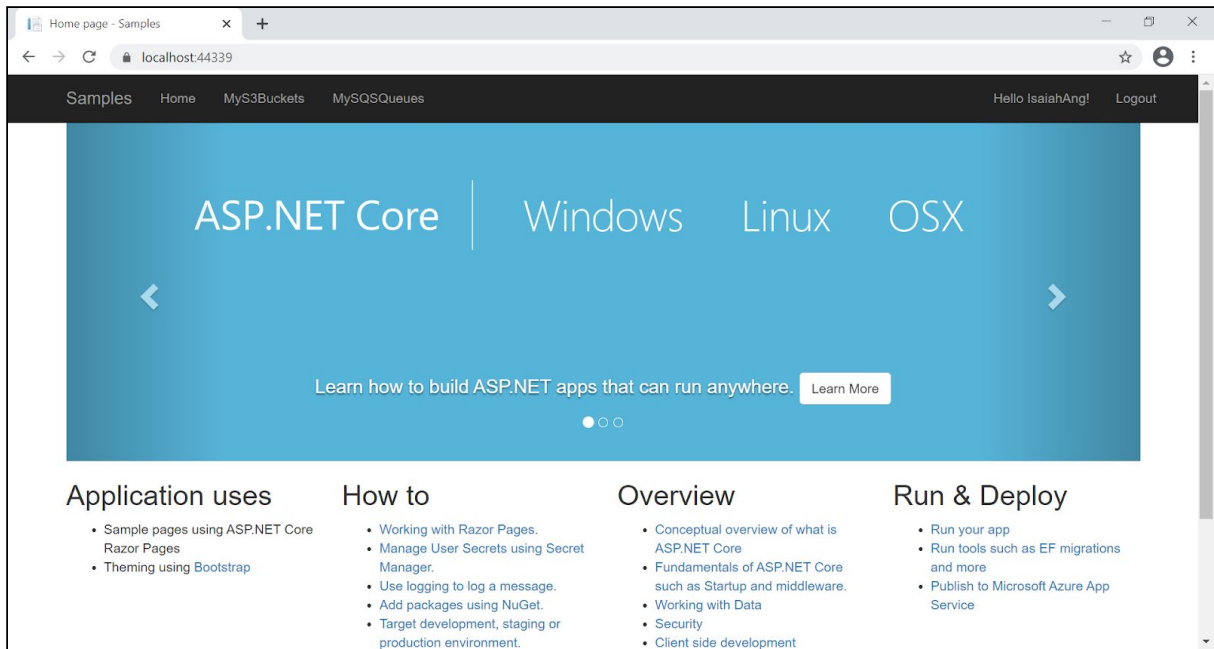 Home page - Samples
localhost:44339
Samples Home MyS3Buckets MySQSQueues Hello IsaiahAng! Logout
ASP.NET Core Windows Linux OSX
Learn how to build ASP.NET apps that can run anywhere. Learn More
Application uses
Sample pages using ASP.NET Core
Razor Pages
Theming using Bootstrap
How to
Working with Razor Pages.
Manage User Secrets using Secret
Manager.
Use logging to log a message.
Add packages using NuGet.
Target development, staging or
production environment.
Overview
Conceptual overview of what is
ASP.NET Core
Fundamentals of ASP.NET Core
such as Startup and middleware.
Working with Data
Security
Client side development
Run & Deploy
Run your app
Run tools such as EF migrations
and more
Publish to Microsoft Azure App
Service